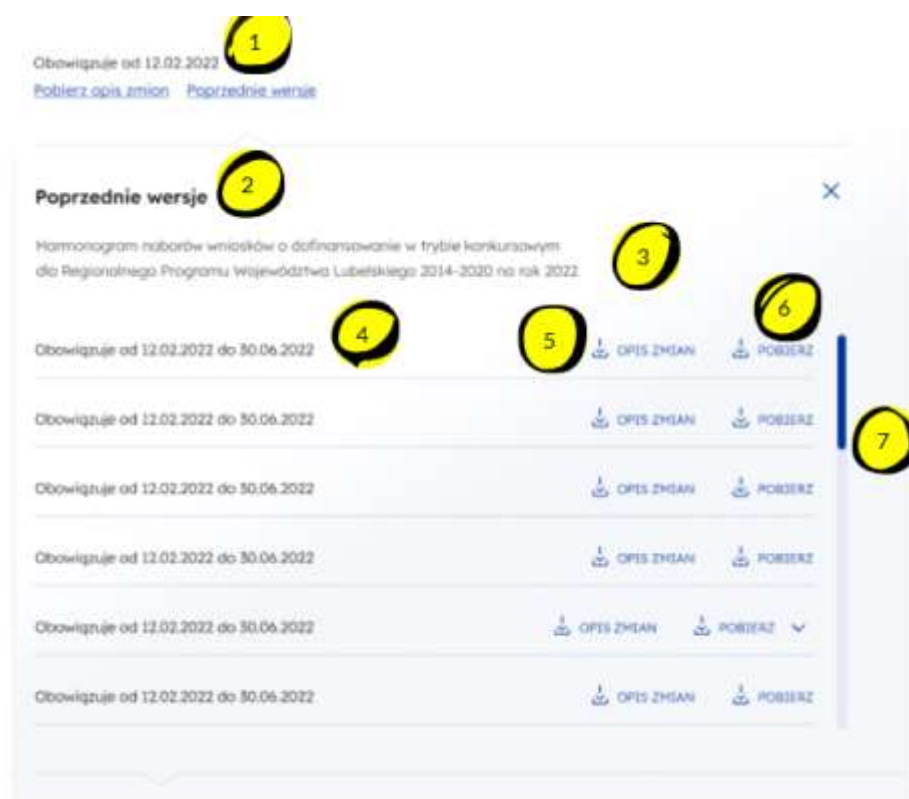 1
Obowiązuje od 12.02.2022
Pobierz opis zmian Poprzednie wersje
Poprzednie wersje 2
Harmonogram naborów wniosków o dofinansowanie w trybie konkursowym
dla Regionalnego Programu Województwa Lubelskiego 2014-2020 na rok 2022
3
6
Obowiązuje od 12.02.2022 do 30.06.2022 4 5 OPIS ZMIAN POBIERZ
Obowiązuje od 12.02.2022 do 30.06.2022 OPIS ZMIAN POBIERZ
7
Obowiązuje od 12.02.2022 do 30.06.2022 OPIS ZMIAN POBIERZ
Obowiązuje od 12.02.2022 do 30.06.2022 OPIS ZMIAN POBIERZ
Obowiązuje od 12.02.2022 do 30.06.2022 OPIS ZMIAN POBIERZ
Obowiązuje od 12.02.2022 do 30.06.2022 OPIS ZMIAN POBIERZ